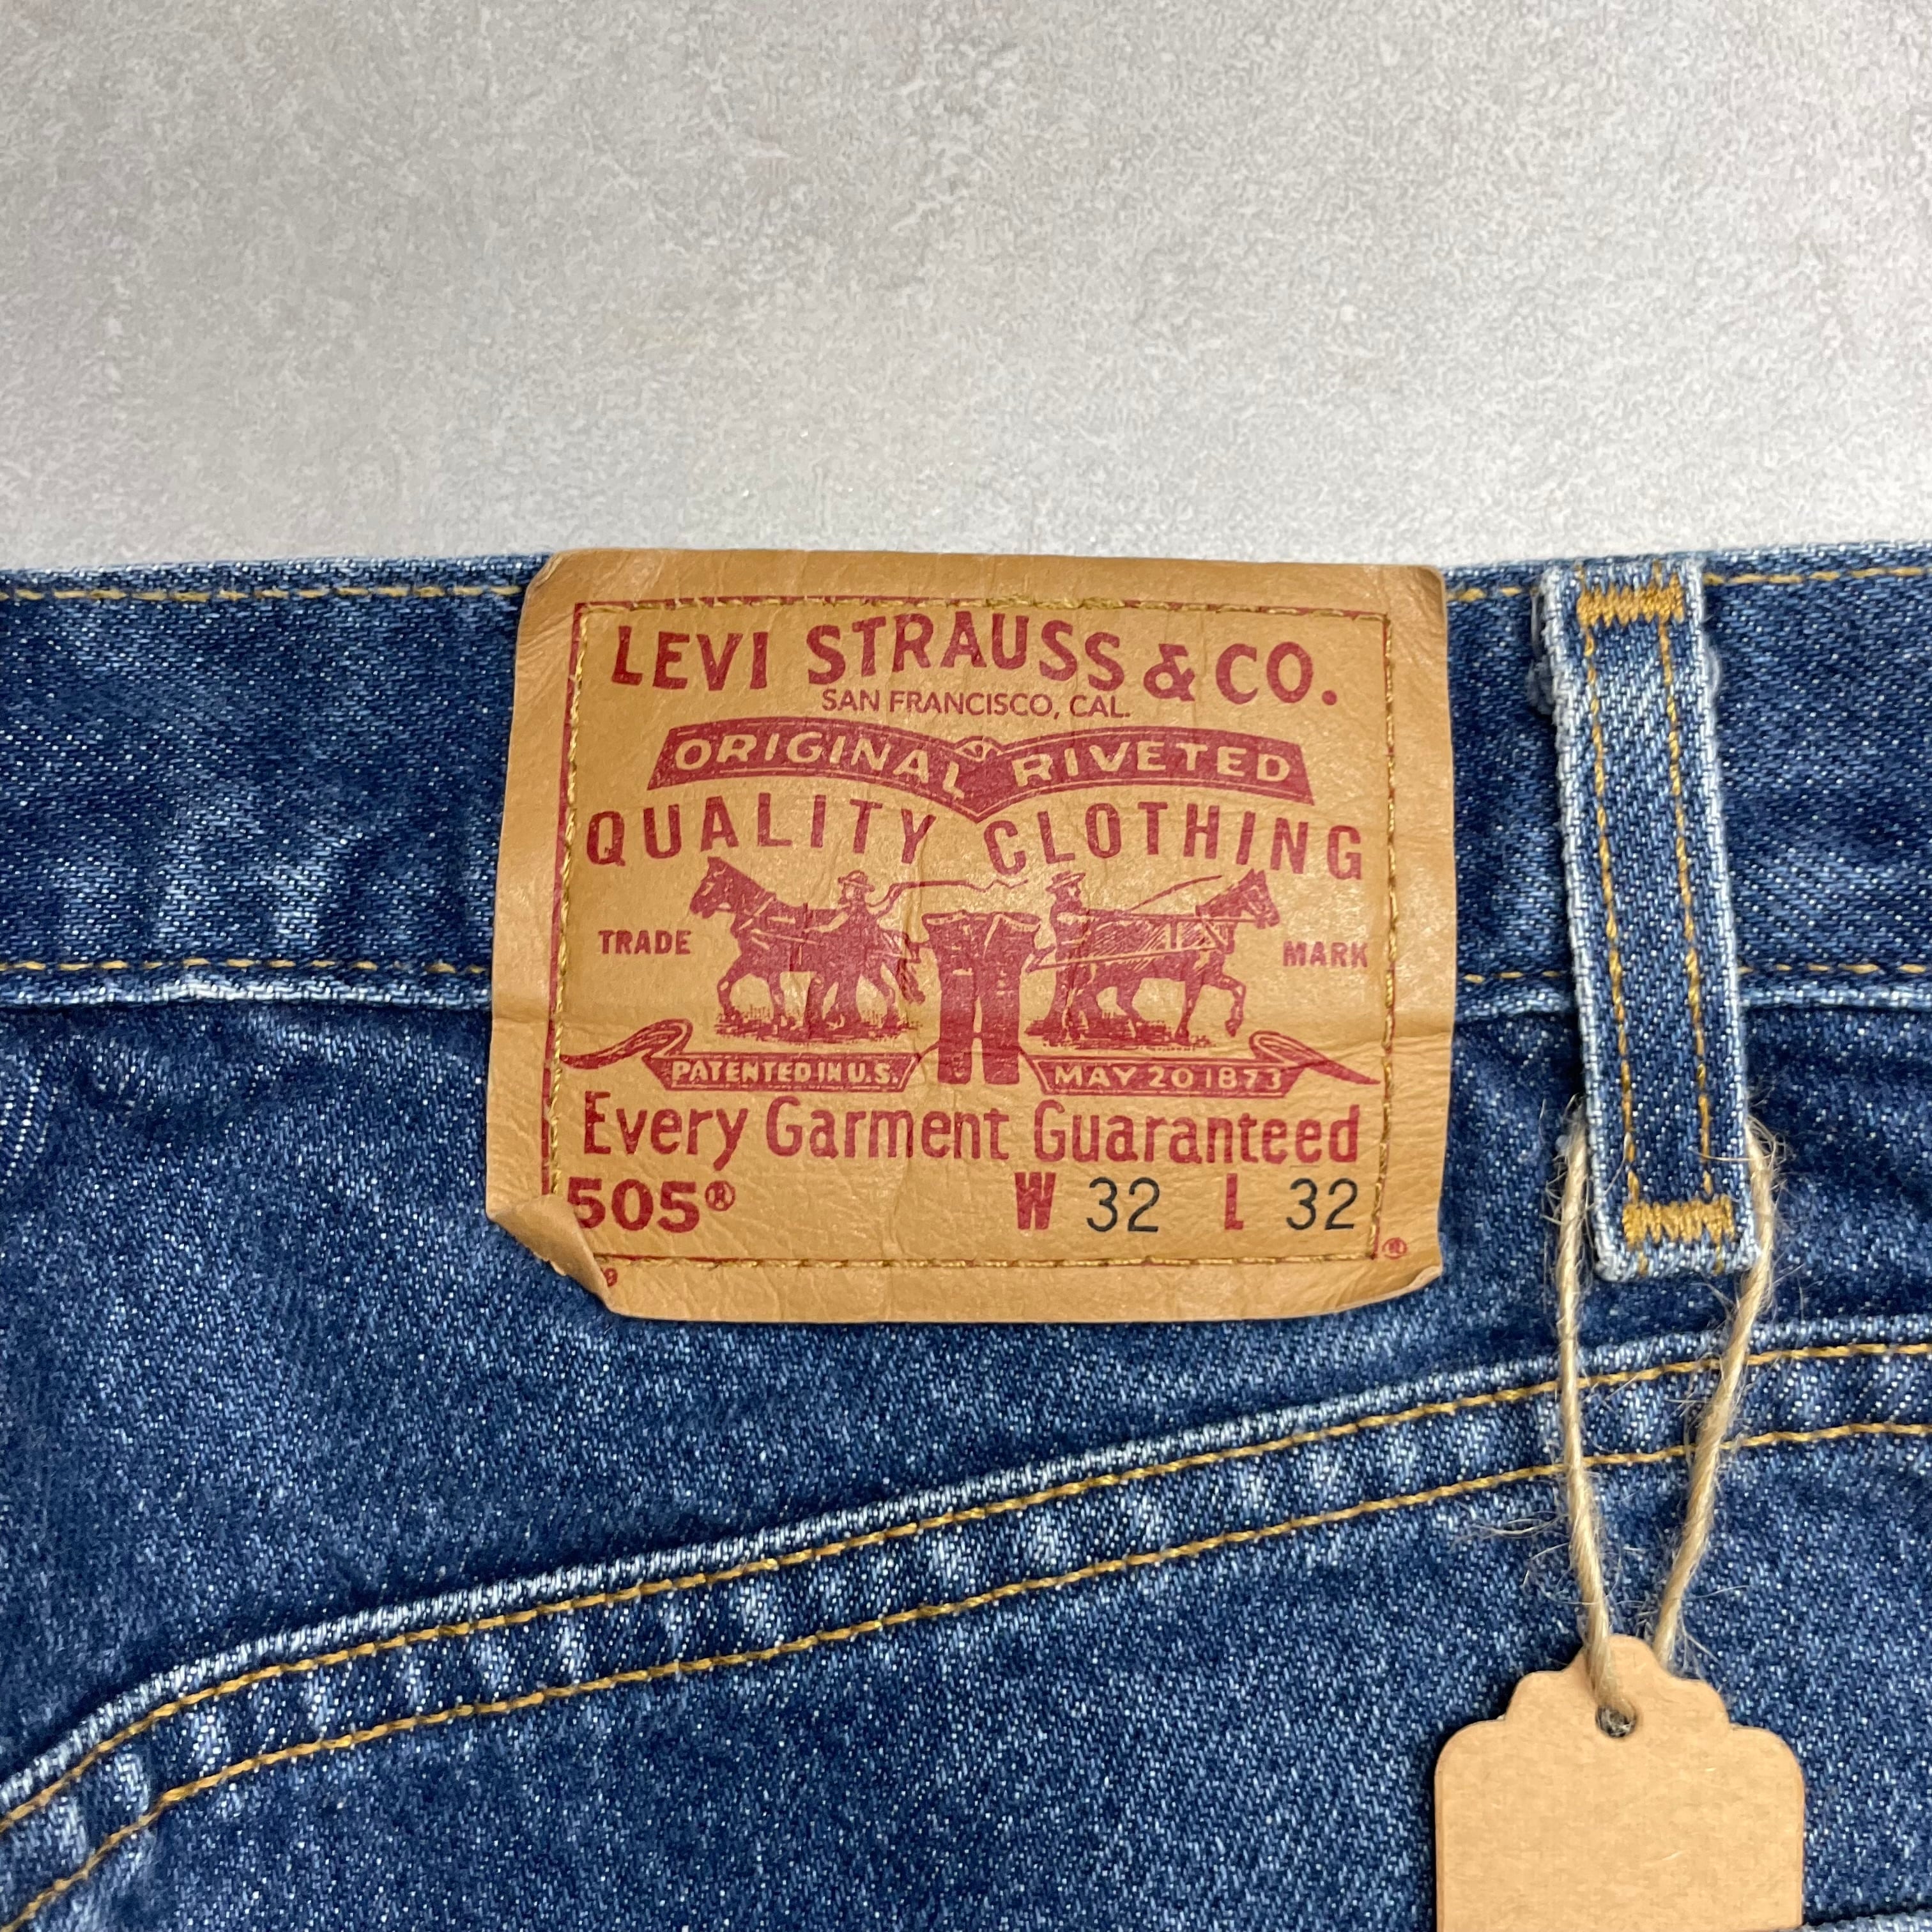 LEVI STRAUSS & CO.
SAN FRANCISCO, CAL.
ORIGINAL RIVETED
QUALITY CLOTHING
TRADE MARK
PATENTED IN U.S. MAY 20 1873
Every Garment Guaranteed
505® W 32 L 32
®
9